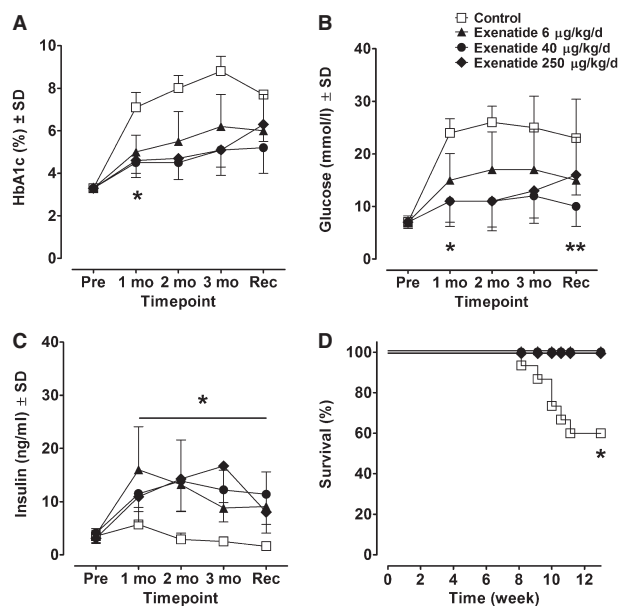 A
HbA1c (%) ± SD
10
8
6
4
2
0
*
Pre 1 mo 2 mo 3 mo Rec
Timepoint
B
Control
Exenatide 6 μg/kg/d
Exenatide 40 μg/kg/d
Exenatide 250 μg/kg/d
Glucose (mmol/l) ± SD
40
30
20
10
0
* **
Pre 1 mo 2 mo 3 mo Rec
Timepoint
C
Insulin (ng/ml) ± SD
40
30
20
10
0
*
Pre 1 mo 2 mo 3 mo Rec
Timepoint
D
Survival (%)
100
80
60
40
20
0
*
0 2 4 6 8 10 12
Time (week)